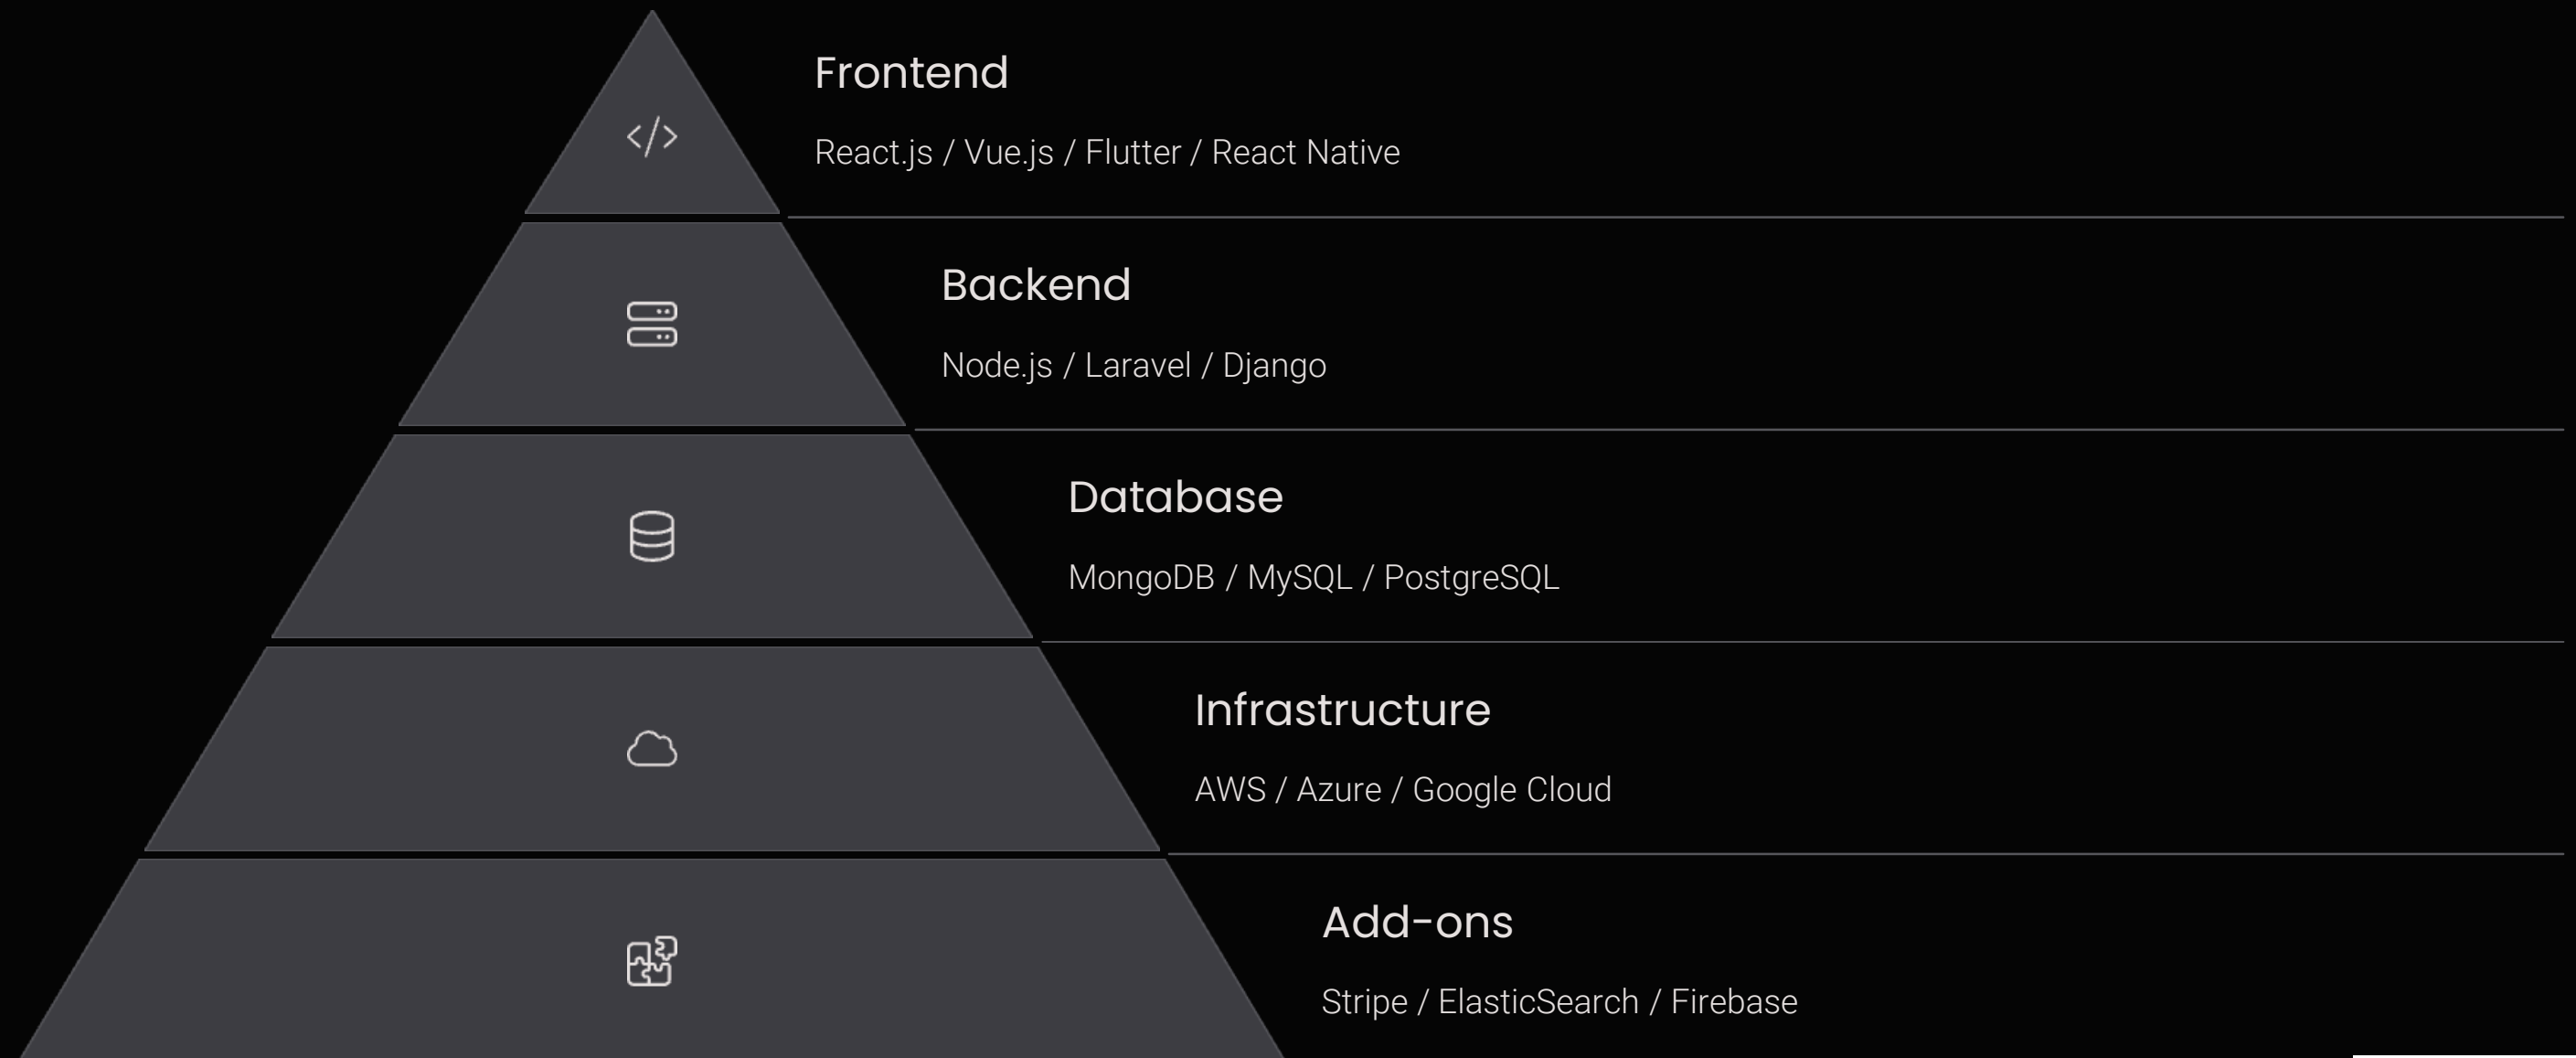 Frontend
React.js / Vue.js / Flutter / React Native
Backend
Node.js / Laravel / Django
Database
MongoDB / MySQL / PostgreSQL
Infrastructure
AWS / Azure / Google Cloud
Add-ons
Stripe / ElasticSearch / Firebase